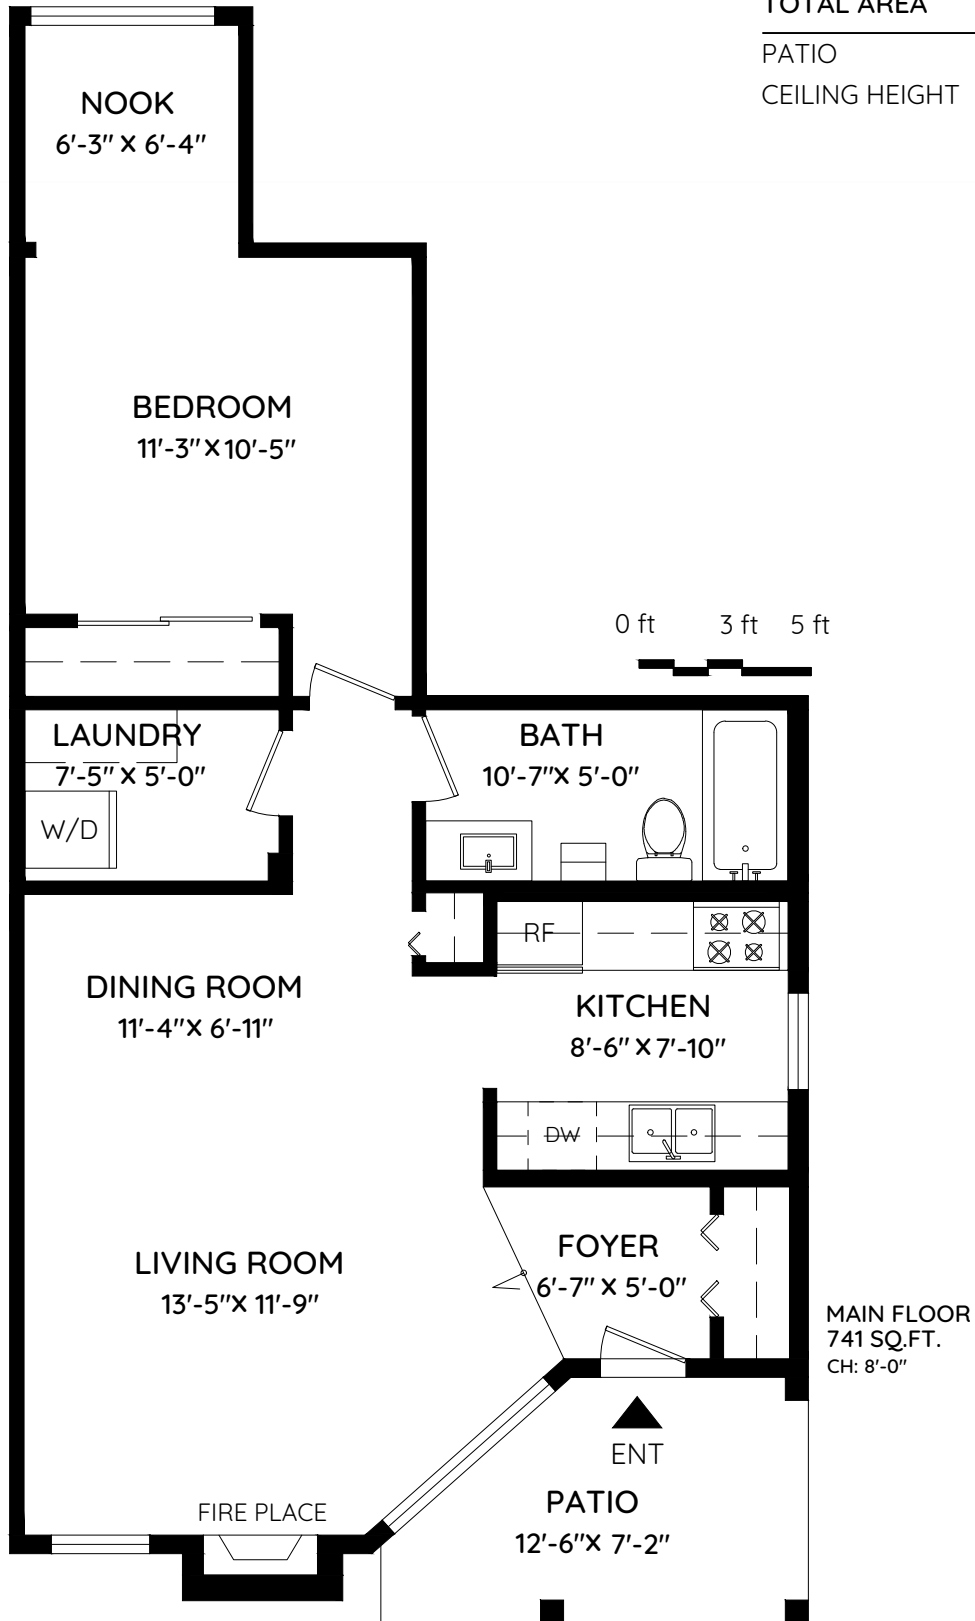 TOTAL AREA
PATIO
CEILING HEIGHT
NOOK
6'-3" X 6'-4"
BEDROOM
11'-3" X 10'-5"
0 ft 3 ft 5 ft
LAUNDRY
7'-5" X 5'-0"
W/D
BATH
10'-7" X 5'-0"
RF
DINING ROOM
11'-4" X 6'-11"
KITCHEN
8'-6" X 7'-10"
DW
LIVING ROOM
13'-5" X 11'-9"
FOYER
6'-7" X 5'-0"
MAIN FLOOR
741 SQ.FT.
CH: 8'-0"
ENT
FIRE PLACE
PATIO
12'-6" X 7'-2"